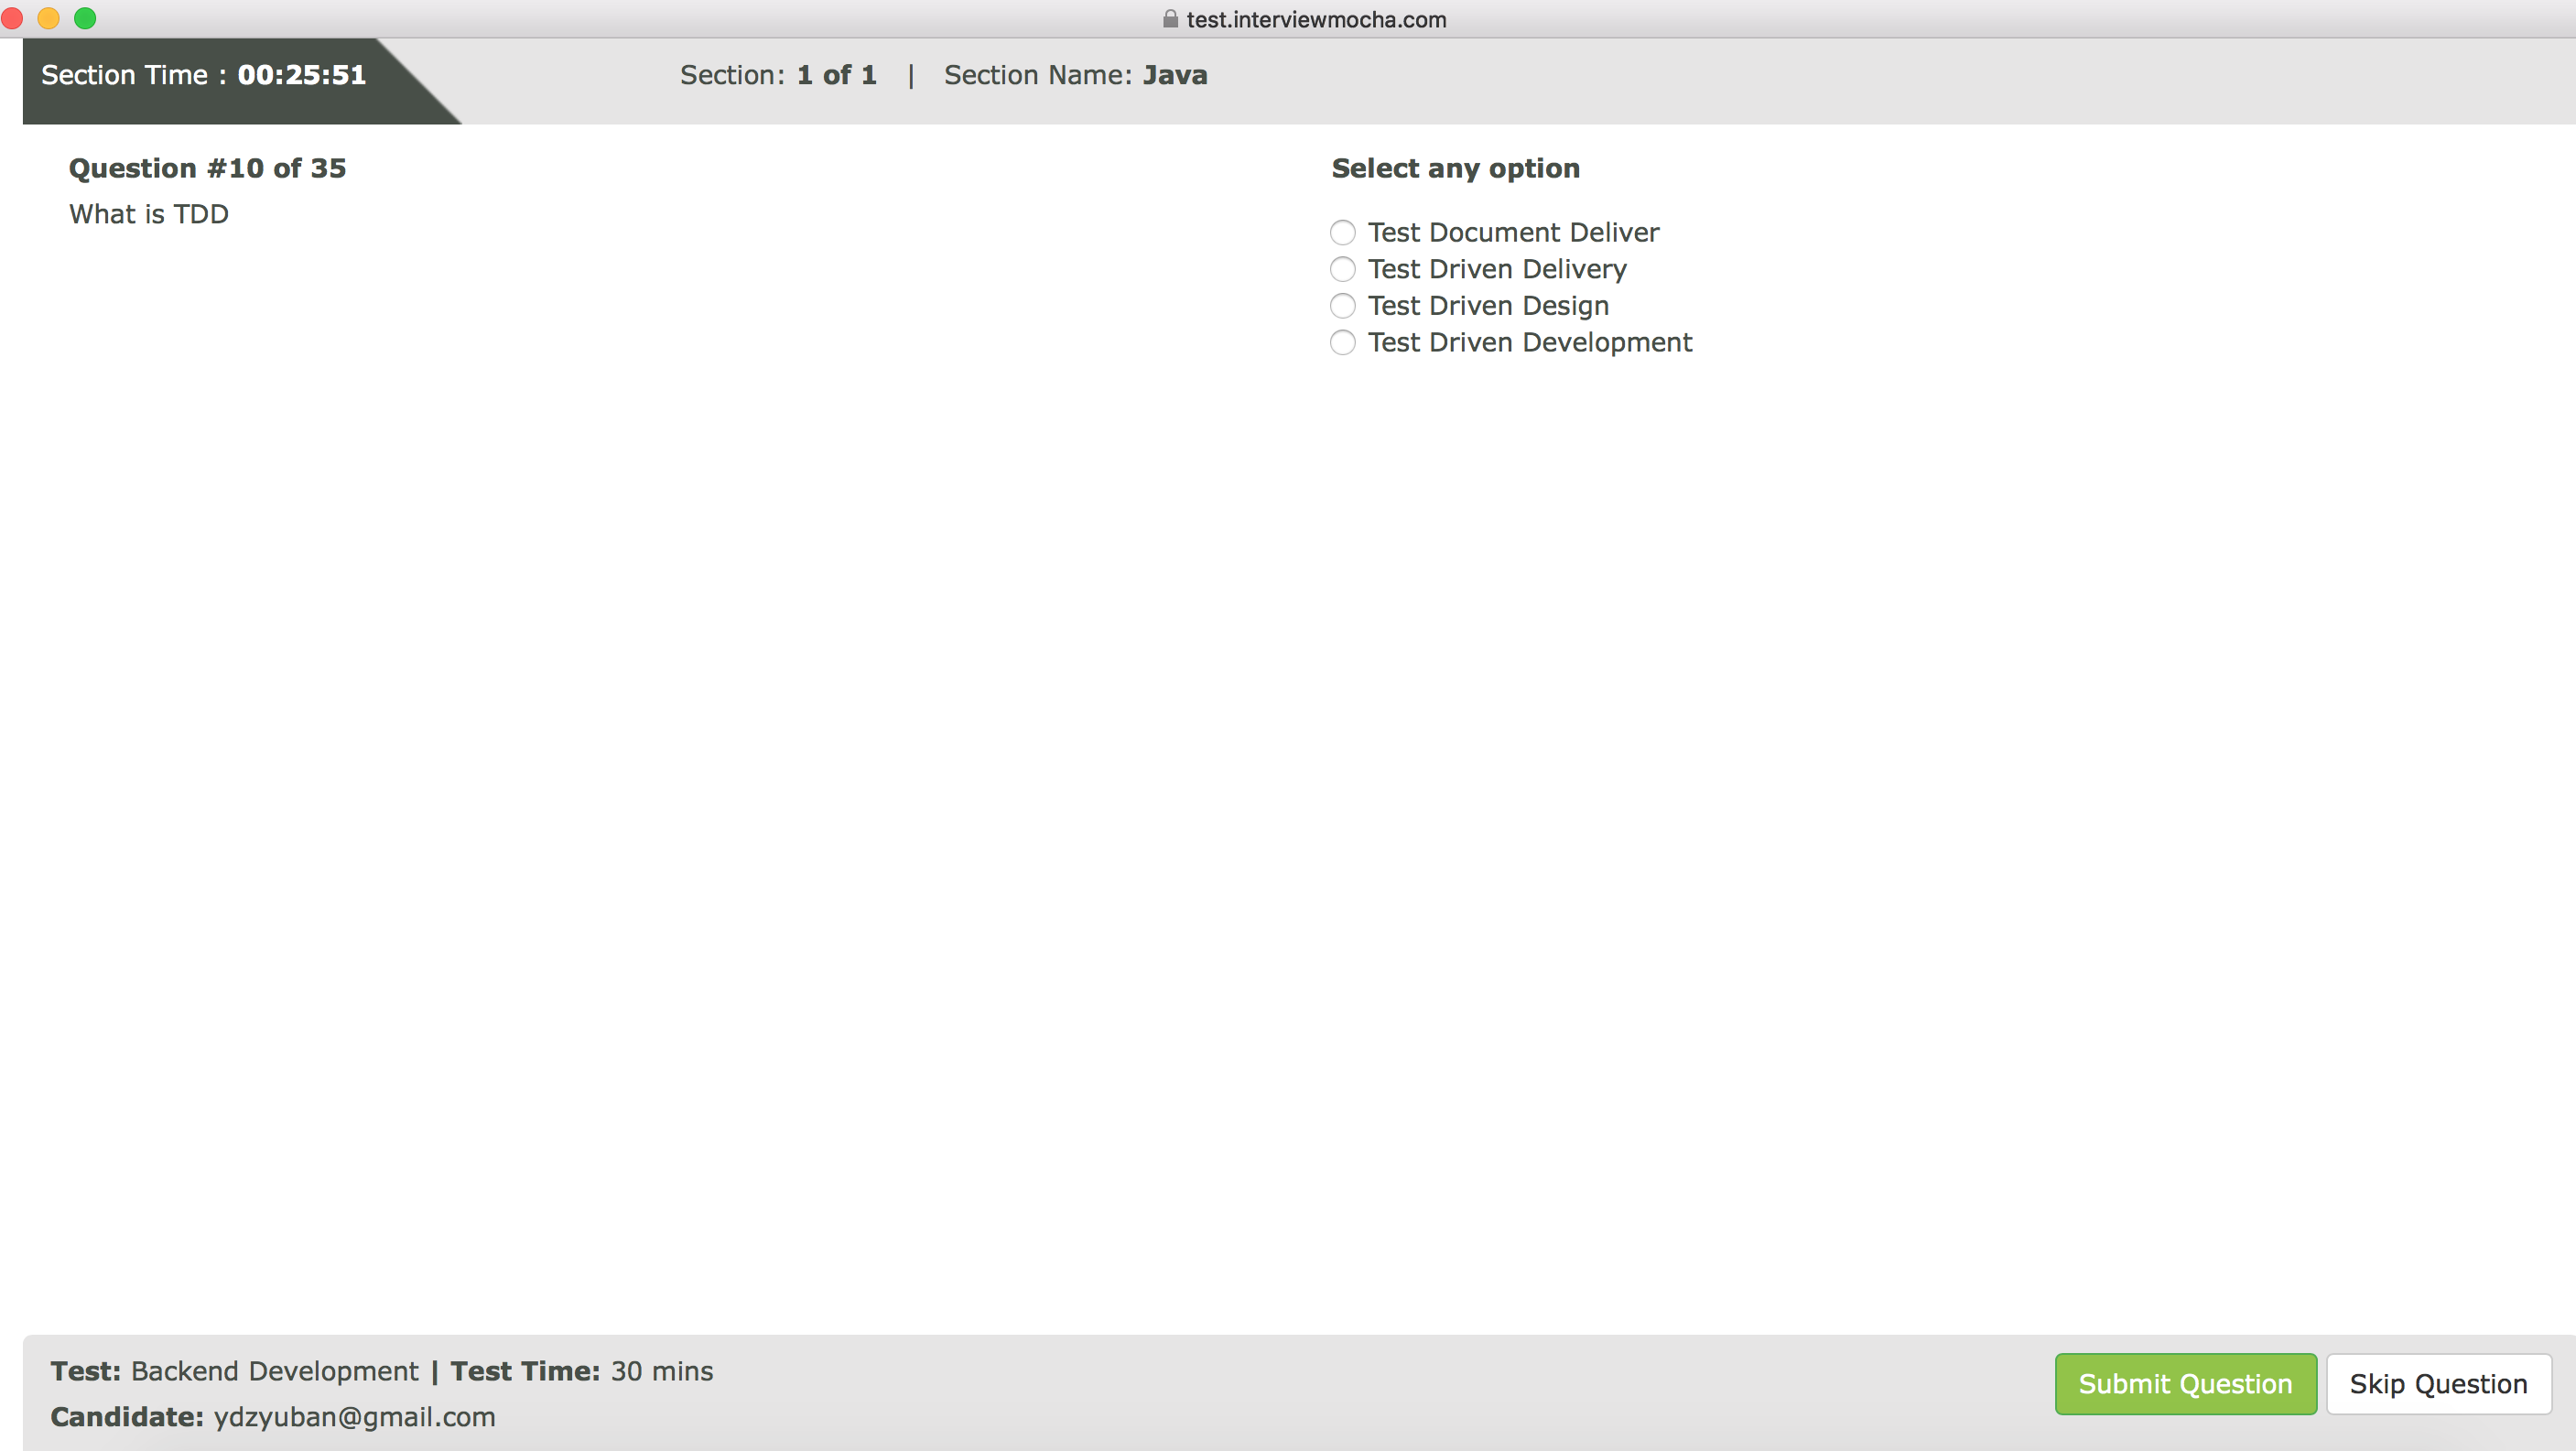 test.interviewmocha.com
Section Time : 00:25:51
Section: 1 of 1 | Section Name: Java
Question #10 of 35
What is TDD
Select any option
Test Document Deliver
Test Driven Delivery
Test Driven Design
Test Driven Development
Test: Backend Development | Test Time: 30 mins
Candidate: ydzyuban@gmail.com
Submit Question
Skip Question